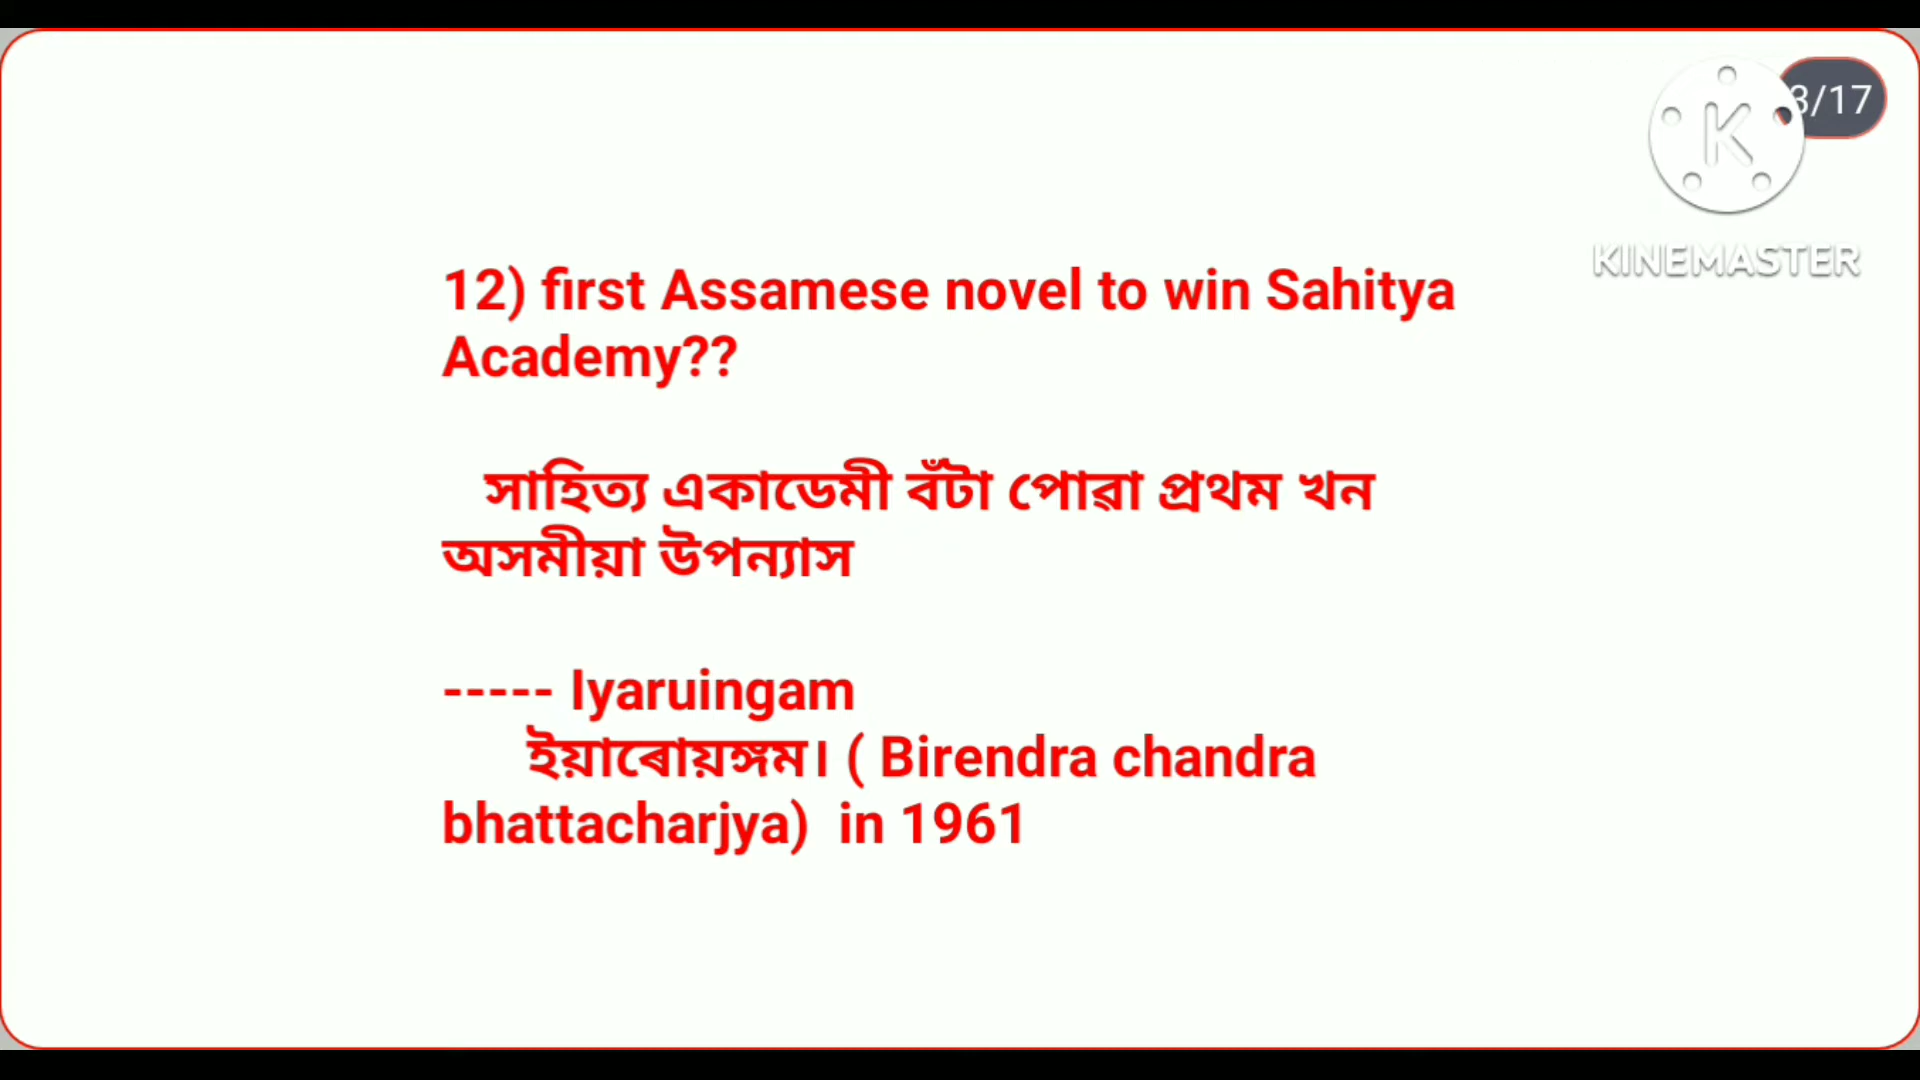 3/17
K
KINEMASTER
12) first Assamese novel to win Sahitya
Academy??
সাহিত্য একাডেমী বঁটা পোৱা প্ৰথম খন
অসমীয়া উপন্যাস
----- Iyaruingam
ইয়াৰোয়ঙ্গম। ( Birendra chandra
bhattacharjya)  in 1961